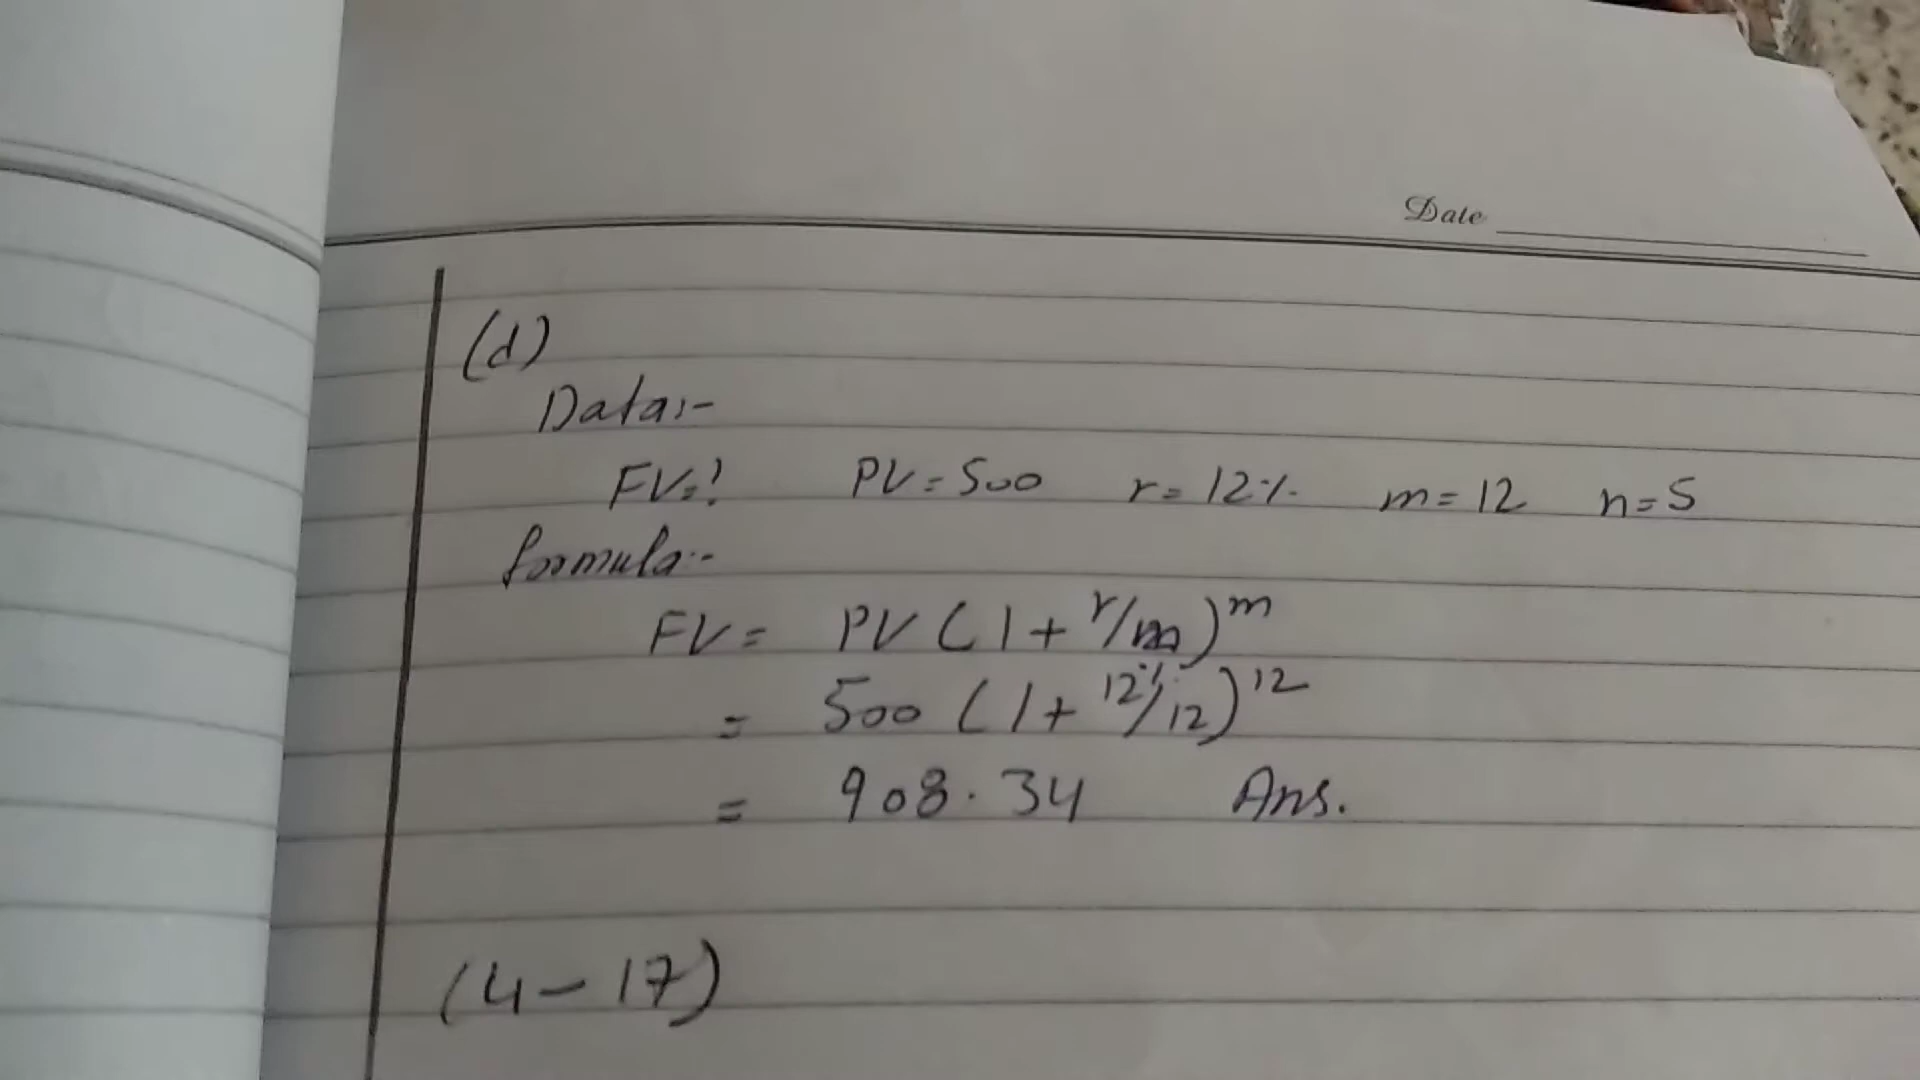 Date
(d)
Data:-
FV=? PV=500 r=12% m=12 n=5
formula:-
FV= PV(1+r/m)^m
= 500 (1+12%/12)^12
= 908.34 Ans.
(4-17)